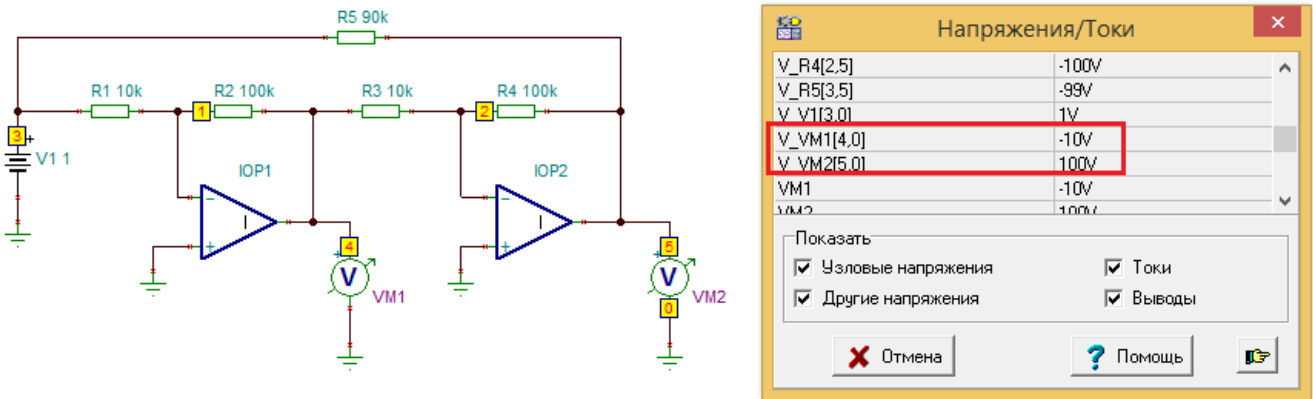 R5 90k
R1 10k
R2 100k
R3 10k
R4 100k
1
2
3
+
V1 1
IOP1
IOP2
-
+
I
-
+
I
4
+
V
VM1
5
+
V
VM2
0
Напряжения/Токи
V_R4[2,5] -100V
V_R5[3,5] -99V
V_V1[3,0] 1V
V_VM1[4,0] -10V
V_VM2[5,0] 100V
VM1 -10V
VM2 100V
Показать
Узловые напряжения
Токи
Другие напряжения
Выводы
Отмена
? Помощь